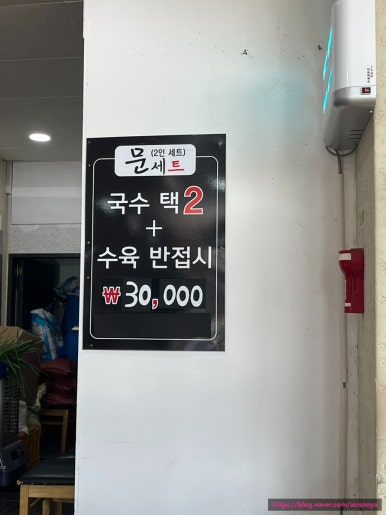 문 (2인 세트)
세트
국수 택2
+
수육 반접시
₩30,000
https://blog.naver.com/airsooya